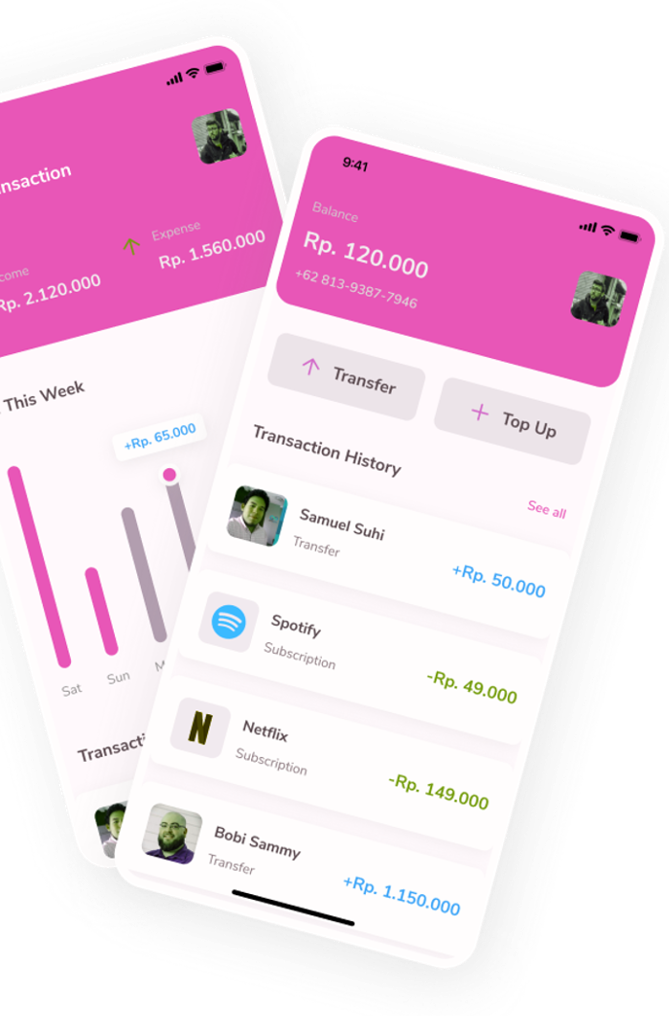 nsaction
Expense
Rp. 1.560.000
come
Rp. 2.120.000
This Week
+Rp. 65.000
Sat
Sun
M
Transacti
9:41
Balance
Rp. 120.000
+62 813-9387-7946
Transfer
Top Up
Transaction History
See all
Samuel Suhi
Transfer
+Rp. 50.000
Spotify
Subscription
-Rp. 49.000
N
Netflix
Subscription
-Rp. 149.000
Bobi Sammy
Transfer
+Rp. 1.150.000